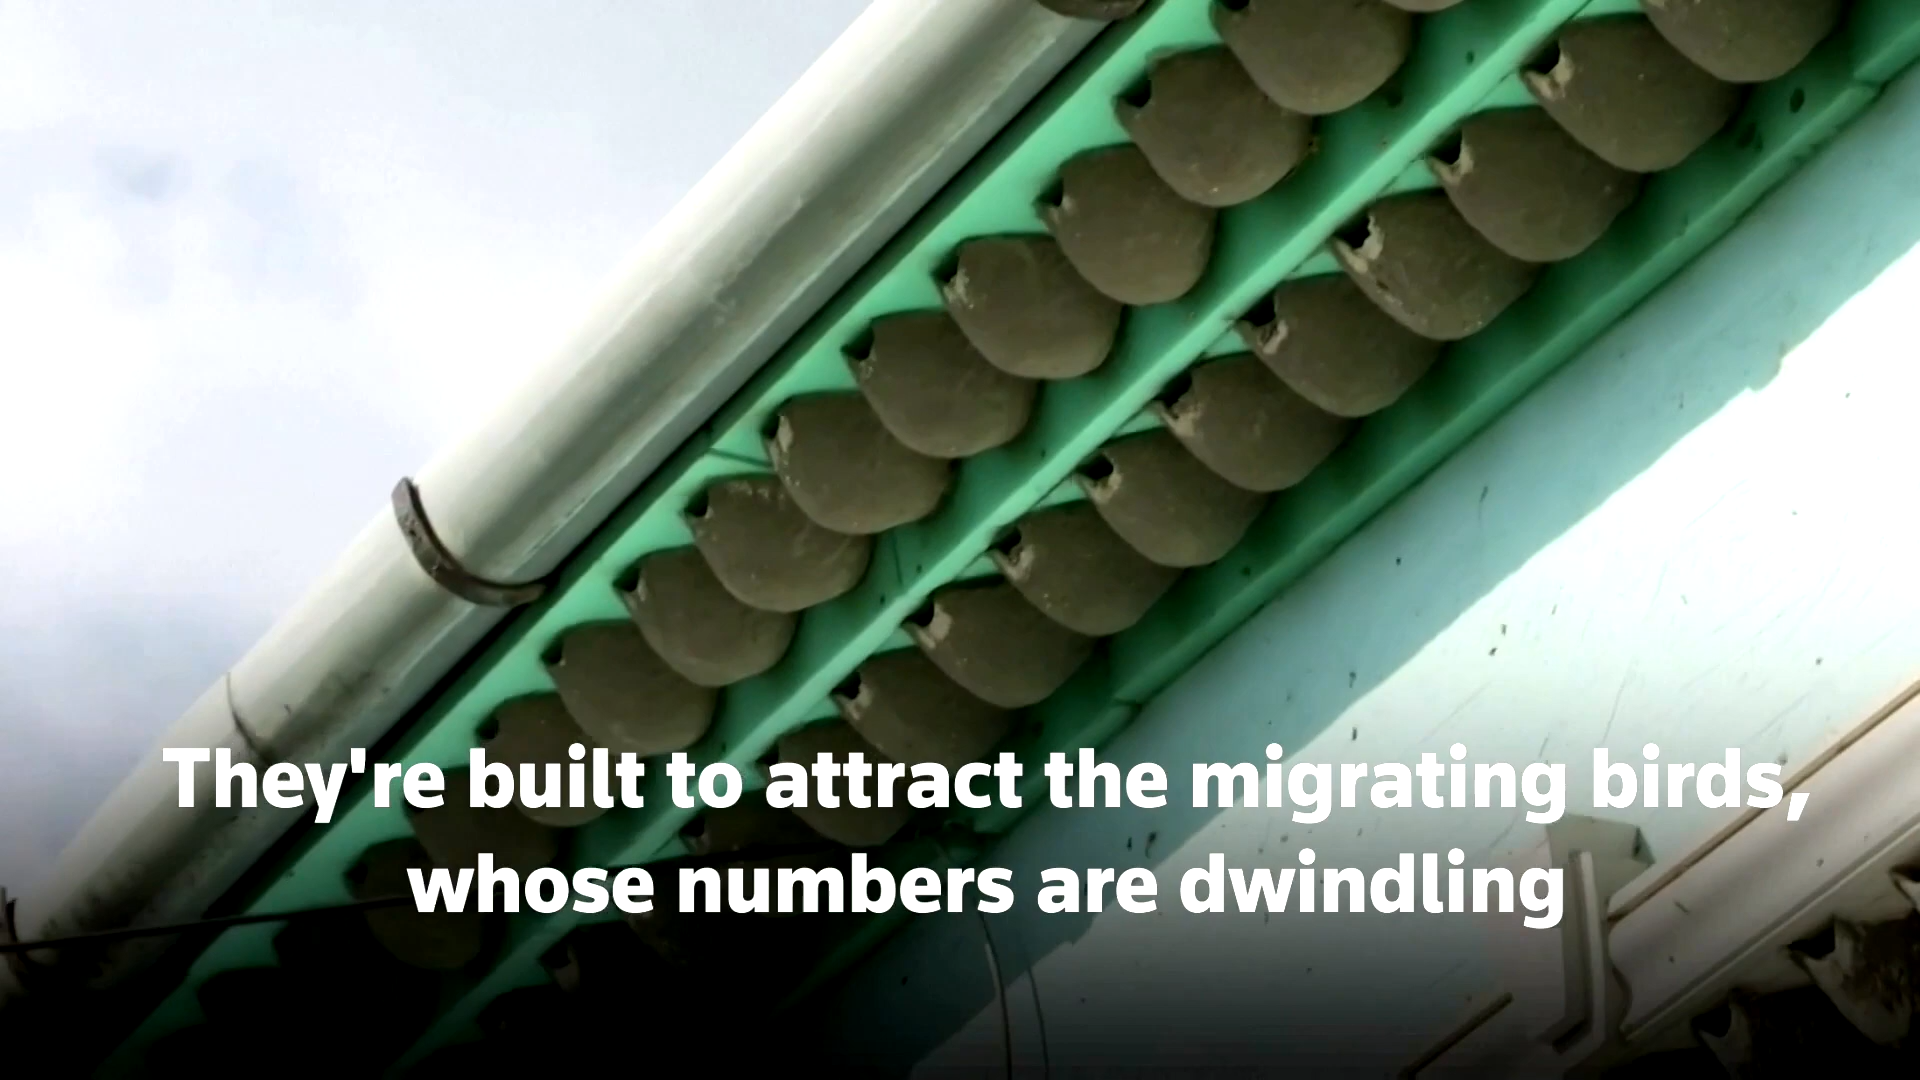 They're built to attract the migrating birds,
whose numbers are dwindling